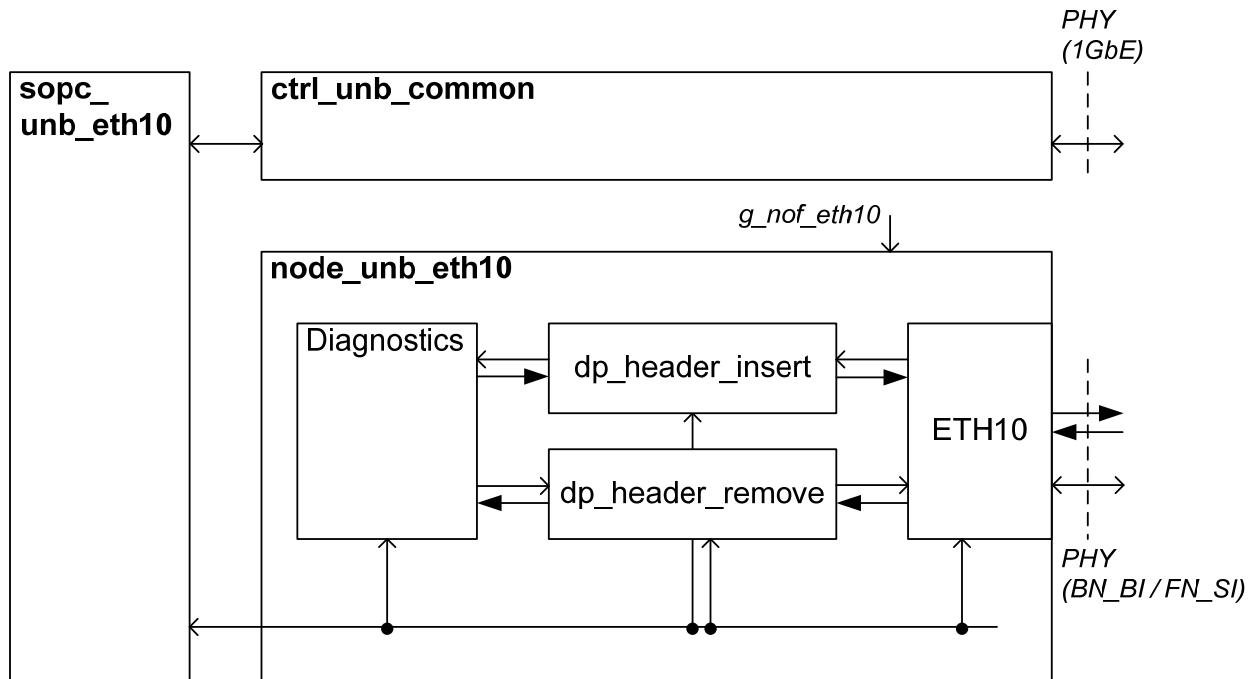 PHY
(1GbE)
sopc_
unb_eth10
ctrl_unb_common
g_nof_eth10
node_unb_eth10
Diagnostics
dp_header_insert
ETH10
dp_header_remove
PHY
(BN_BI / FN_SI)